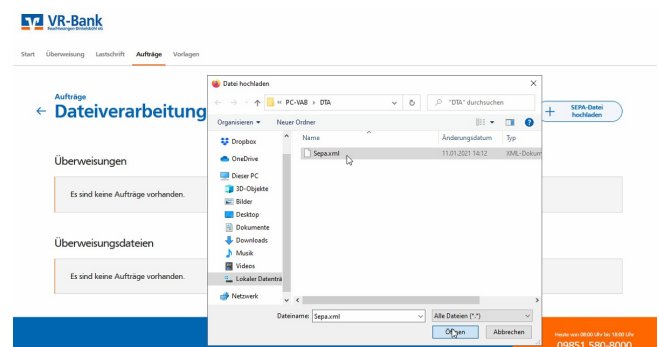 VR-Bank
Feuchtwangen-Dinkelsbühl eG
Start Überweisung Lastschrift Aufträge Vorlagen
Aufträge
Dateiverarbeitung
SEPA-Datei
hochladen
Überweisungen
Es sind keine Aufträge vorhanden.
Überweisungsdateien
Es sind keine Aufträge vorhanden.
Datei hochladen
« PC-VAB › DTA
"DTA" durchsuchen
Organisieren Neuer Ordner
Name Änderungsdatum Typ
Sepa.xml 11.01.2021 14:12 XML-Dokum
Dropbox
OneDrive
Dieser PC
3D-Objekte
Bilder
Desktop
Dokumente
Downloads
Musik
Videos
Lokaler Datenträ
Netzwerk
Dateiname: Sepa.xml Alle Dateien (*.*)
Öffnen Abbrechen
Heute von 08:00 Uhr bis 18:00 Uhr
09851 580-8000